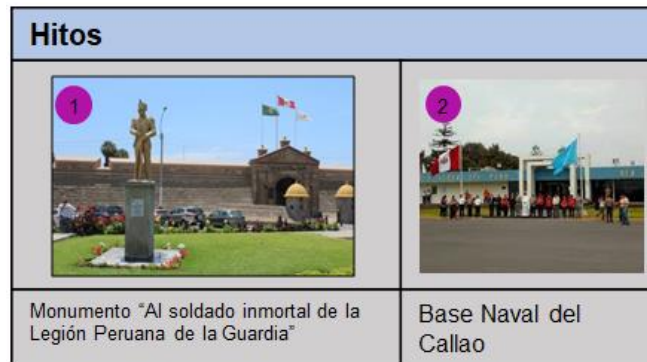 Hitos
1
2
Monumento "Al soldado inmortal de la
Legión Peruana de la Guardia"
Base Naval del
Callao